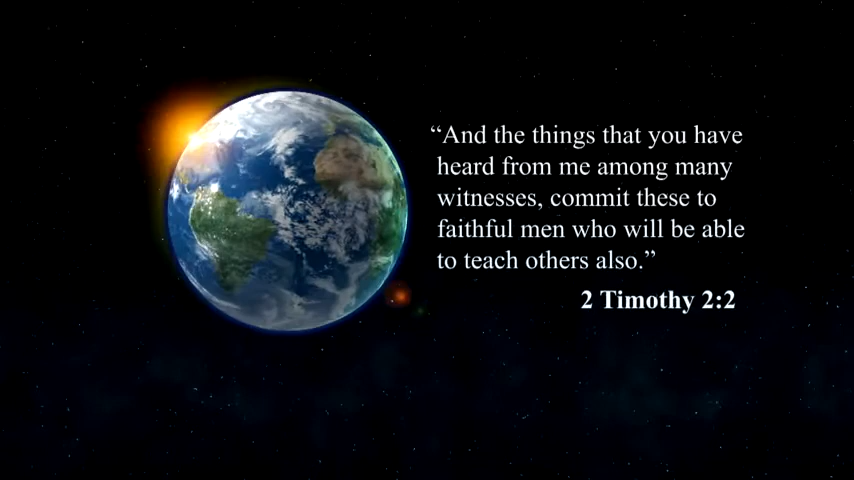 “And the things that you have
heard from me among many
witnesses, commit these to
faithful men who will be able
to teach others also.”
2 Timothy 2:2